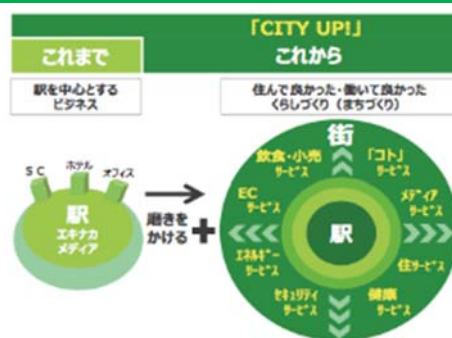 「CITY UP!」
これまで
これから
駅を中心とする
ビジネス
住んで良かった・働いて良かった
くらしづくり(まちづくり)
SC
ホテル
オフィス
駅
エキナカ
メディア
磨きを
かける
+
街
飲食・小売
サービス
「コト」
サービス
EC
サービス
メディア
サービス
駅
エネルギー
サービス
住サービス
セキュリティ
サービス
健康
サービス